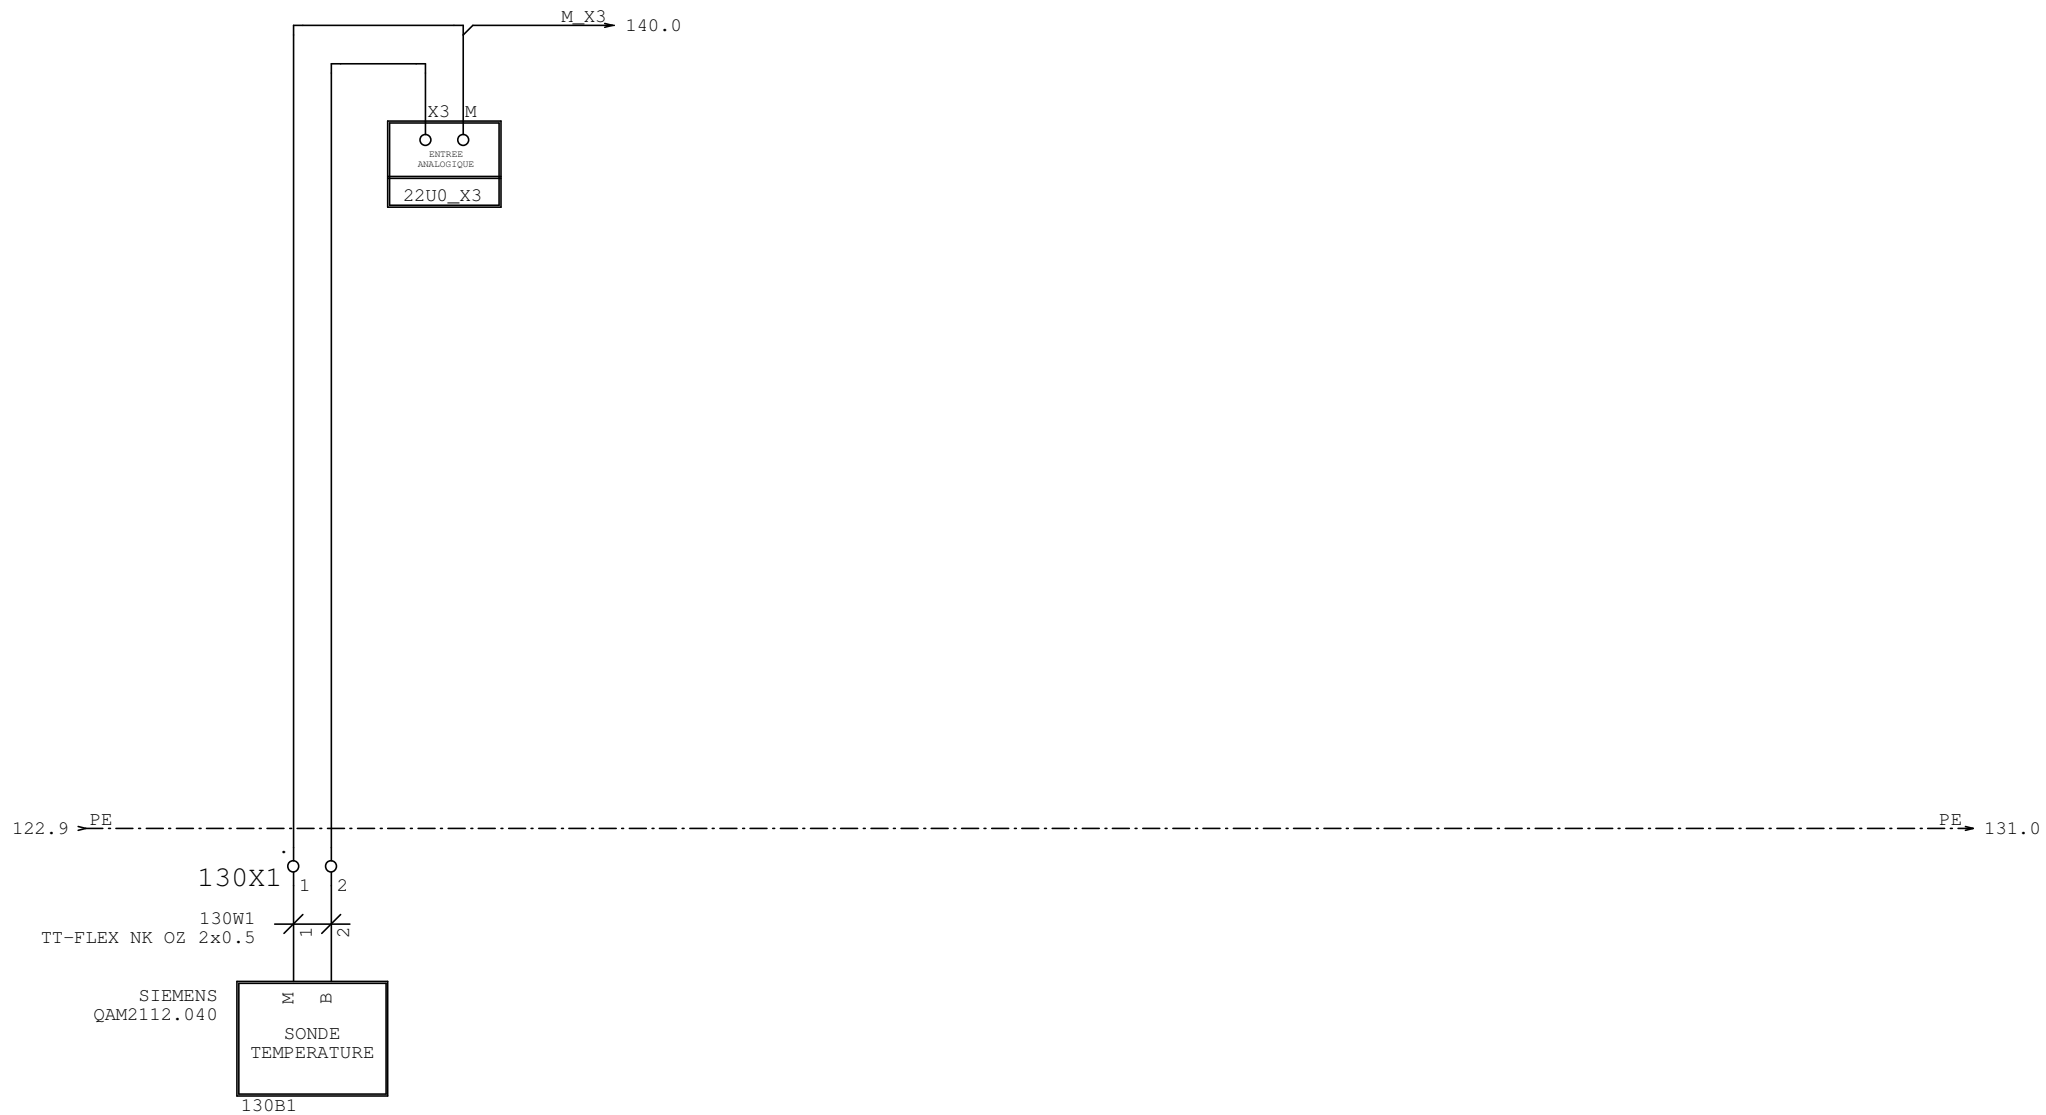 M_X3
140.0
X3 M
ENTREE
ANALOGIQUE
22U0_X3
122.9 PE
PE 131.0
130X1 1 2
130W1
TT-FLEX NK OZ 2x0.5
1 2
SIEMENS
QAM2112.040
M B
SONDE
TEMPERATURE
130B1